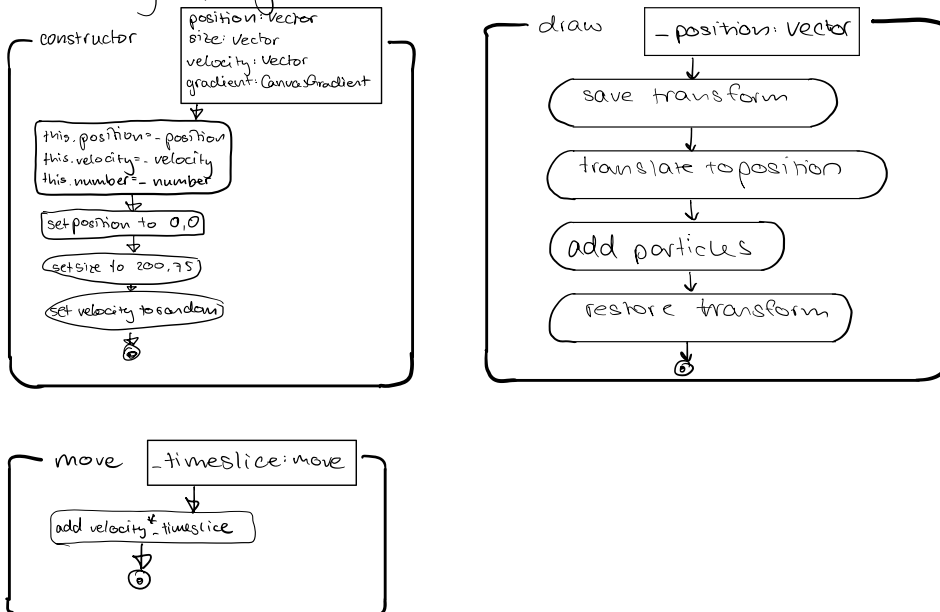 constructor
position: Vector
size: Vector
velocity: Vector
gradient: CanvasGradient
this.position=_position
this.velocity=_velocity
this.number=_number
set position to 0,0
set size to 200,75
set velocity to random
draw
_position: Vector
save transform
translate to position
add particles
restore transform
move
_timeslice: move
add velocity*_timeslice